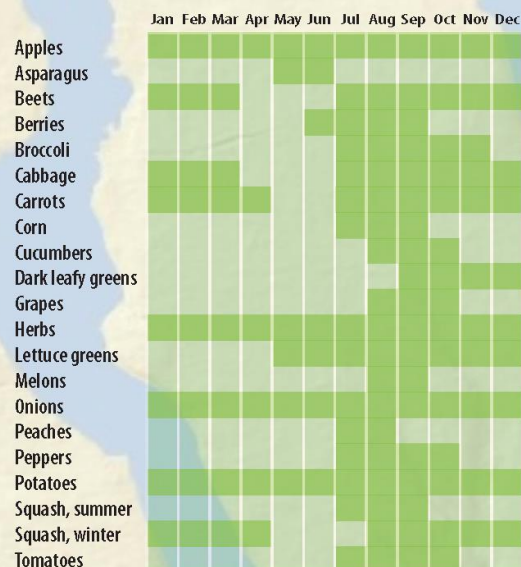 Jan Feb Mar Apr May Jun Jul Aug Sep Oct Nov Dec
Apples
Asparagus
Beets
Berries
Broccoli
Cabbage
Carrots
Corn
Cucumbers
Dark leafy greens
Grapes
Herbs
Lettuce greens
Melons
Onions
Peaches
Peppers
Potatoes
Squash, summer
Squash, winter
Tomatoes